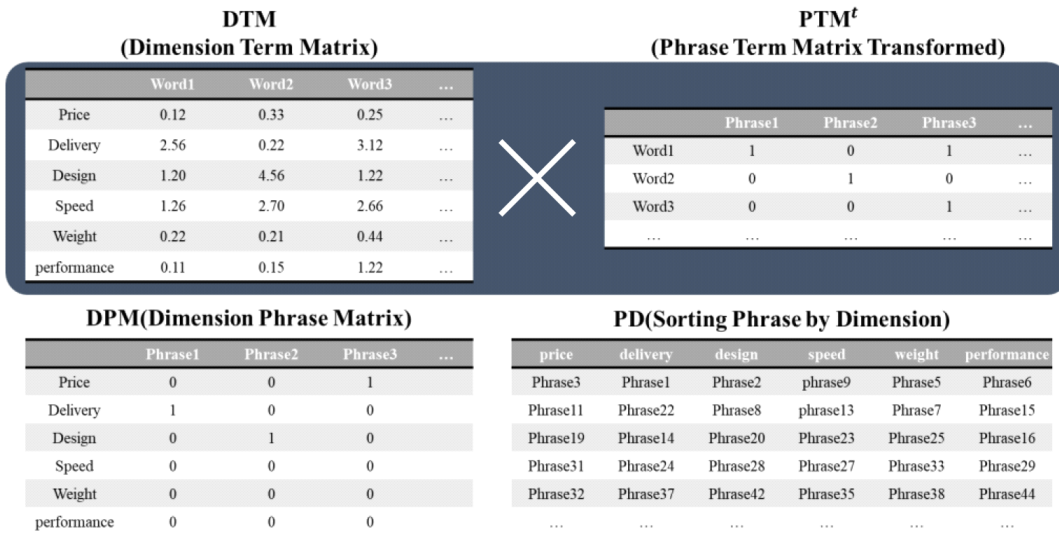 DTM
(Dimension Term Matrix)
Word1 Word2 Word3 …
Price 0.12 0.33 0.25 …
Delivery 2.56 0.22 3.12 …
Design 1.20 4.56 1.22 …
Speed 1.26 2.70 2.66 …
Weight 0.22 0.21 0.44 …
performance 0.11 0.15 1.22 …
PTMᵗ
(Phrase Term Matrix Transformed)
Phrase1 Phrase2 Phrase3 …
Word1 1 0 1 …
Word2 0 1 0 …
Word3 0 0 1 …
… … … … …
DPM(Dimension Phrase Matrix)
Phrase1 Phrase2 Phrase3 …
Price 0 0 1
Delivery 1 0 0
Design 0 1 0
Speed 0 0 0
Weight 0 0 0
performance 0 0 0
PD(Sorting Phrase by Dimension)
price delivery design speed weight performance
Phrase3 Phrase1 Phrase2 phrase9 Phrase5 Phrase6
Phrase11 Phrase22 Phrase8 phrase13 Phrase7 Phrase15
Phrase19 Phrase14 Phrase20 Phrase23 Phrase25 Phrase16
Phrase31 Phrase24 Phrase28 Phrase27 Phrase33 Phrase29
Phrase32 Phrase37 Phrase42 Phrase35 Phrase38 Phrase44
… … … … … …